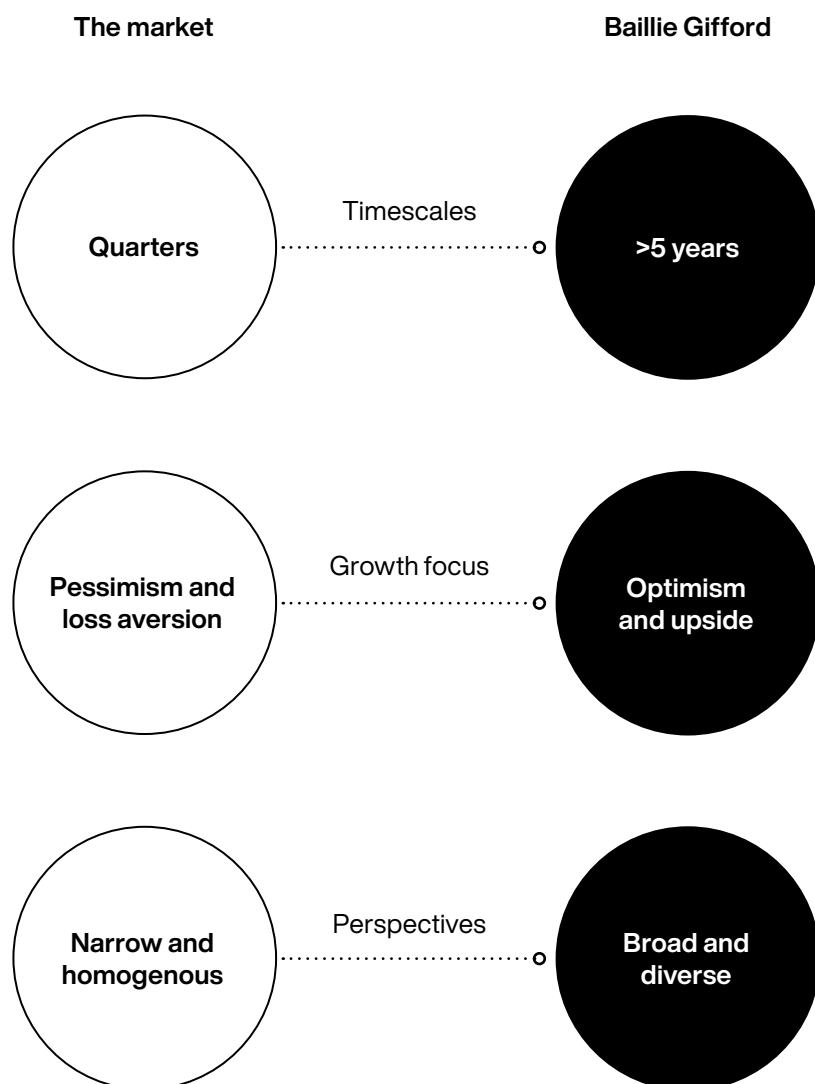 The market
Baillie Gifford
Quarters
Timescales
>5 years
Pessimism and
loss aversion
Growth focus
Optimism
and upside
Narrow and
homogenous
Perspectives
Broad and
diverse